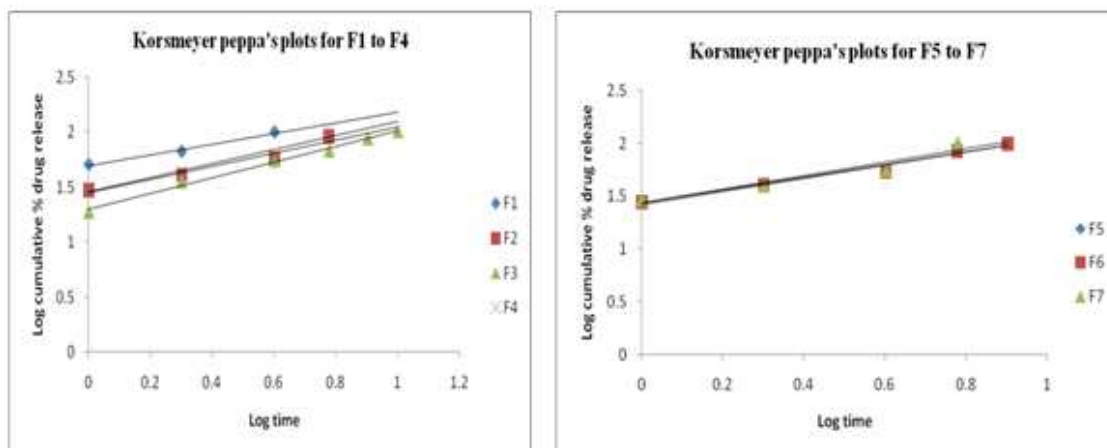 Korsmeyer peppa's plots for F1 to F4
Log cumulative % drug release
2.5
2
1.5
1
0.5
0
0
0.2
0.4
0.6
0.8
1
1.2
Log time
F1
F2
F3
F4
Korsmeyer peppa's plots for F5 to F7
Log cumulative % drug release
2.5
2
1.5
1
0.5
0
0
0.2
0.4
0.6
0.8
1
Log time
F5
F6
F7